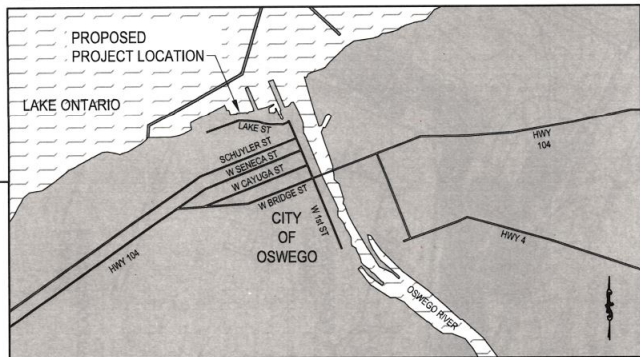 PROPOSED
PROJECT LOCATION
LAKE ONTARIO
LAKE ST
SCHUYLER ST
W SENECA ST
W CAYUGA ST
W BRIDGE ST
W 1st ST
HWY
104
CITY
OF
OSWEGO
HWY 4
HWY 104
OSWEGO RIVER